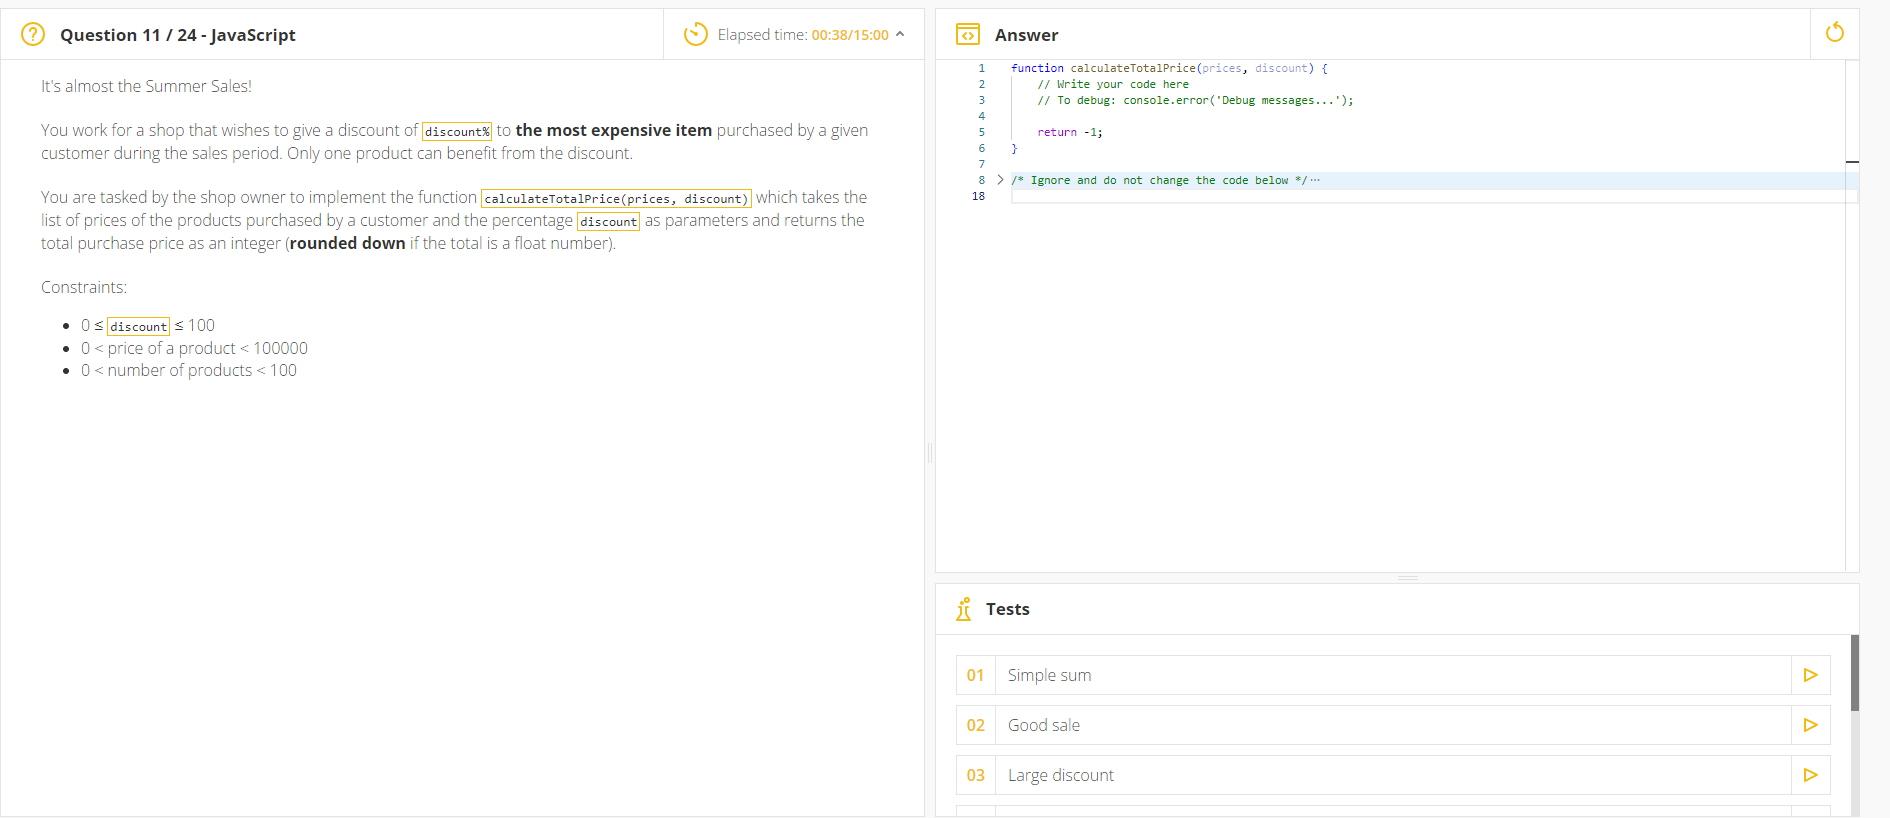 Question 11 / 24 - JavaScript
Elapsed time: 00:38/15:00
It's almost the Summer Sales!
You work for a shop that wishes to give a discount of discount% to the most expensive item purchased by a given
customer during the sales period. Only one product can benefit from the discount.
You are tasked by the shop owner to implement the function calculateTotalPrice(prices, discount) which takes the
list of prices of the products purchased by a customer and the percentage discount as parameters and returns the
total purchase price as an integer (rounded down if the total is a float number).
Constraints:
0 ≤ discount ≤ 100
0 < price of a product < 100000
0 < number of products < 100
Answer
1 function calculateTotalPrice(prices, discount) {
2 // Write your code here
3 // To debug: console.error('Debug messages...');
4
5 return -1;
6 }
7
8 /* Ignore and do not change the code below */ ···
18
Tests
01 Simple sum
02 Good sale
03 Large discount